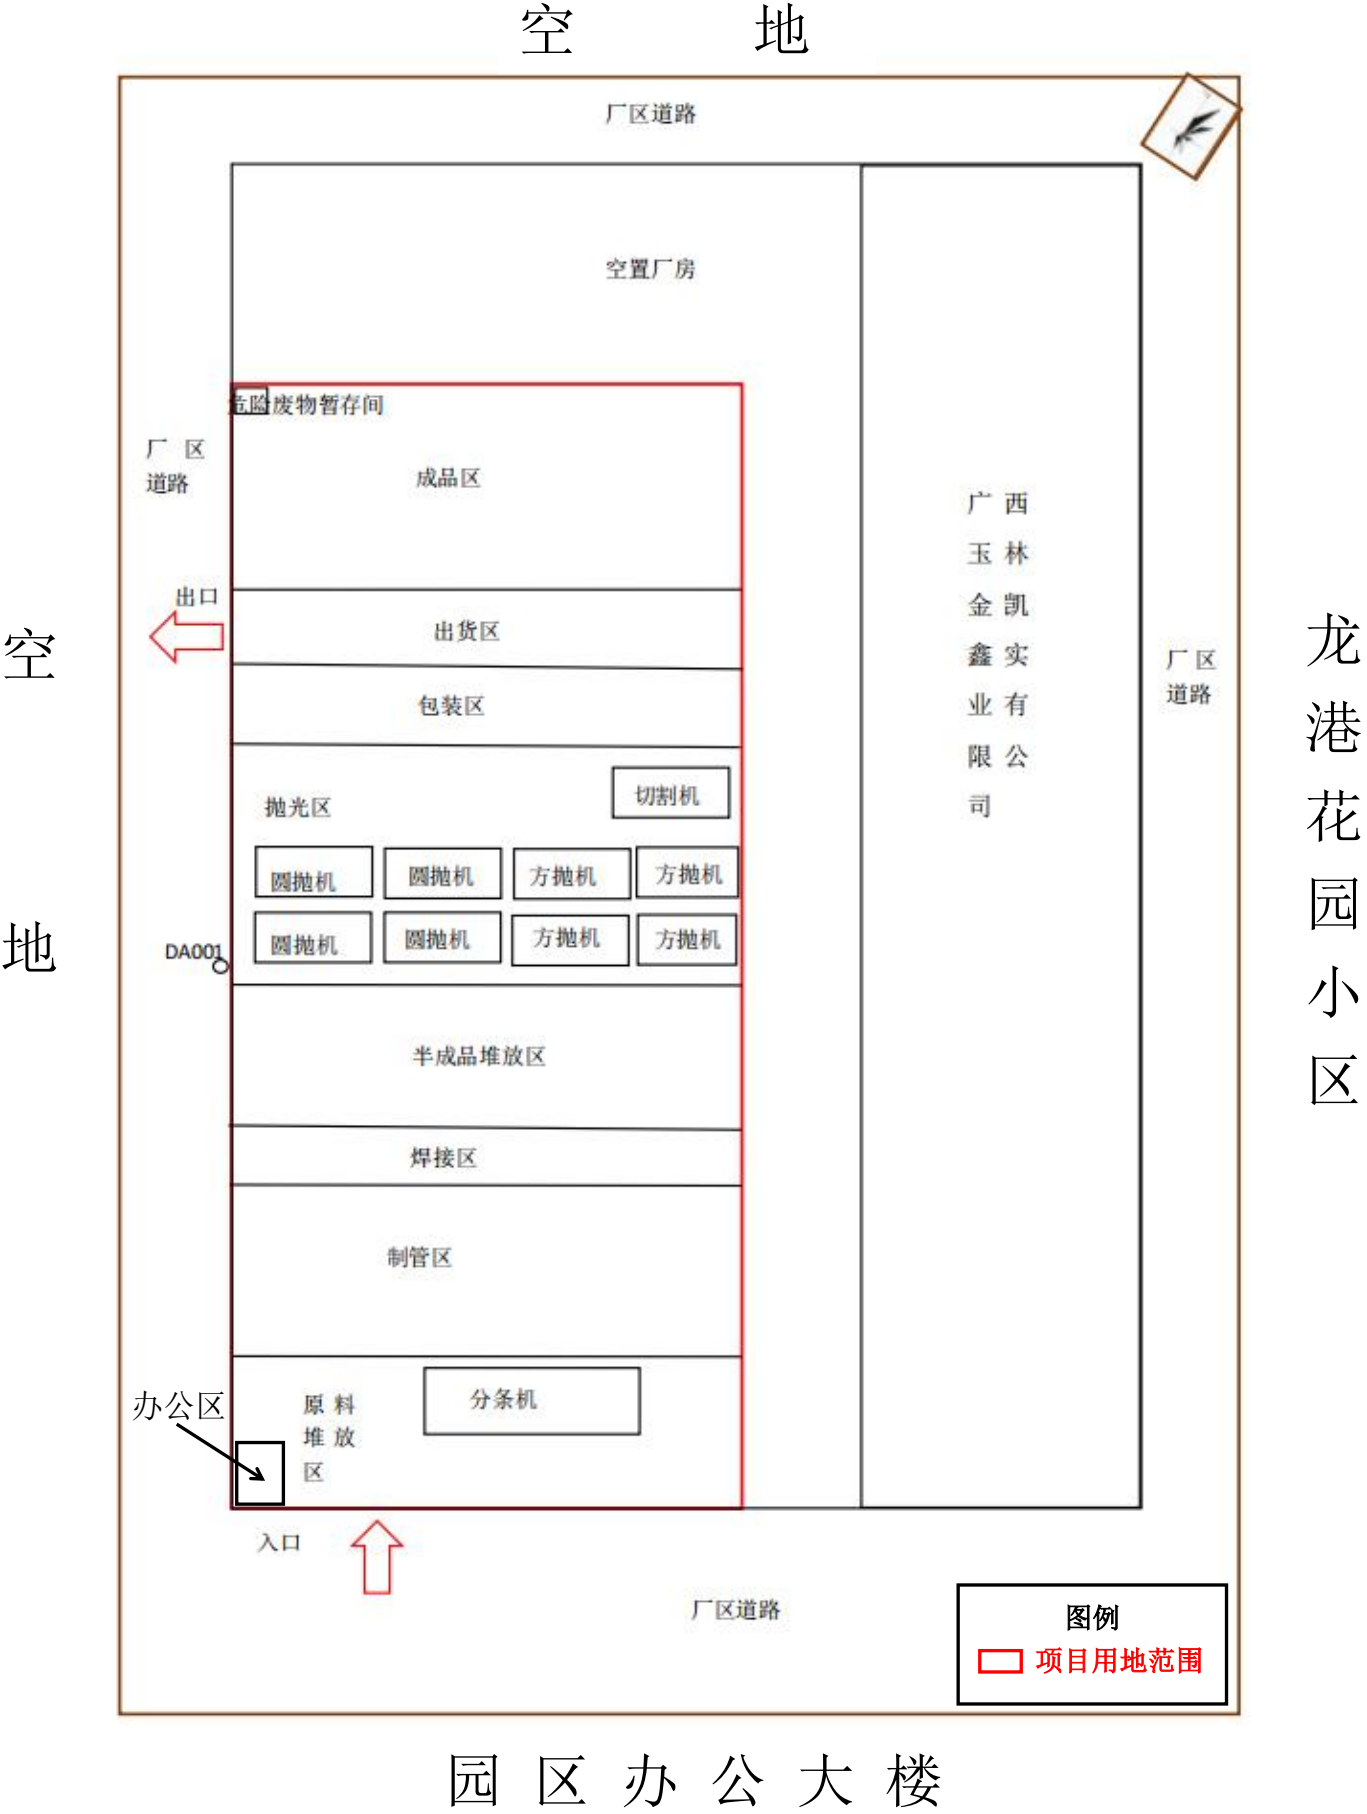 空 地
厂区道路
空置厂房
危险废物暂存间
厂 区
道路
成品区
广 西
玉 林
金 凯
鑫 实
业 有
限 公
司
出口
出货区
空
地
龙
港
花
园
小
区
厂 区
道路
包装区
抛光区
切割机
圆抛机 圆抛机 方抛机 方抛机
圆抛机 圆抛机 方抛机 方抛机
DA001
半成品堆放区
焊接区
制管区
办公区
原 料
堆 放
区
分条机
入口
厂区道路
图例
项目用地范围
园区办公大楼